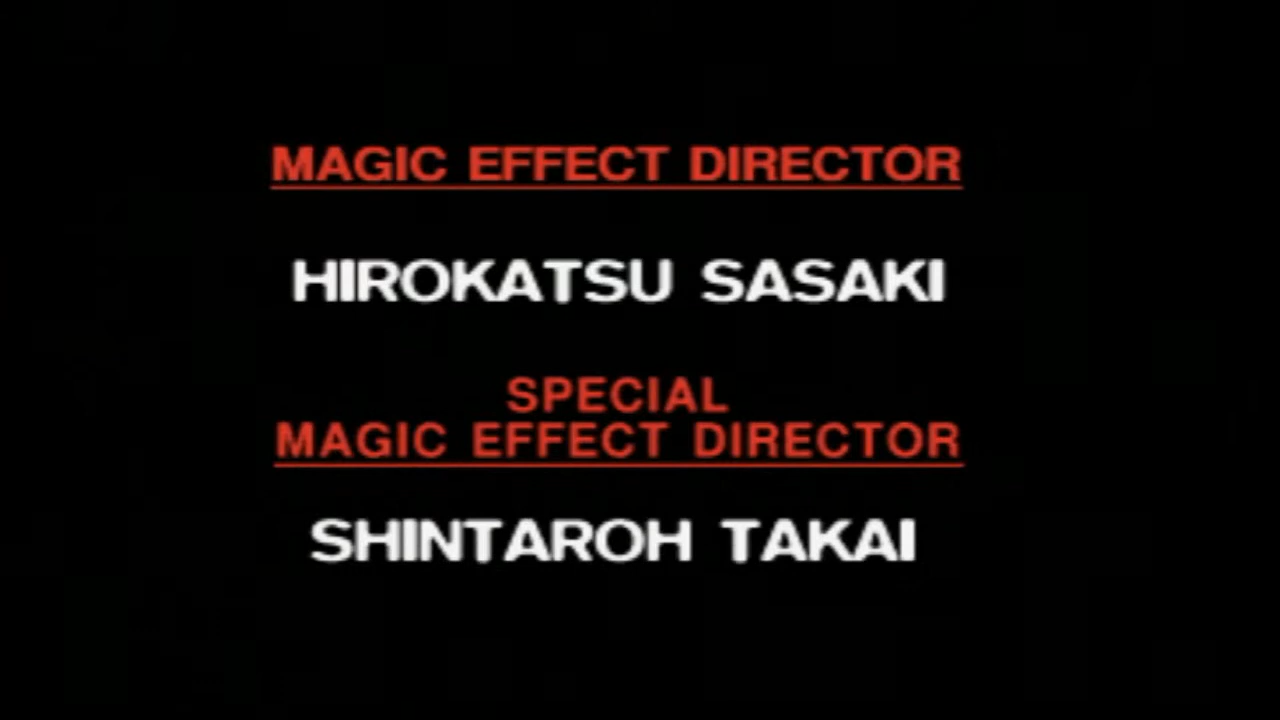 MAGIC EFFECT DIRECTOR
HIROKATSU SASAKI
SPECIAL
MAGIC EFFECT DIRECTOR
SHINTAROH TAKAI